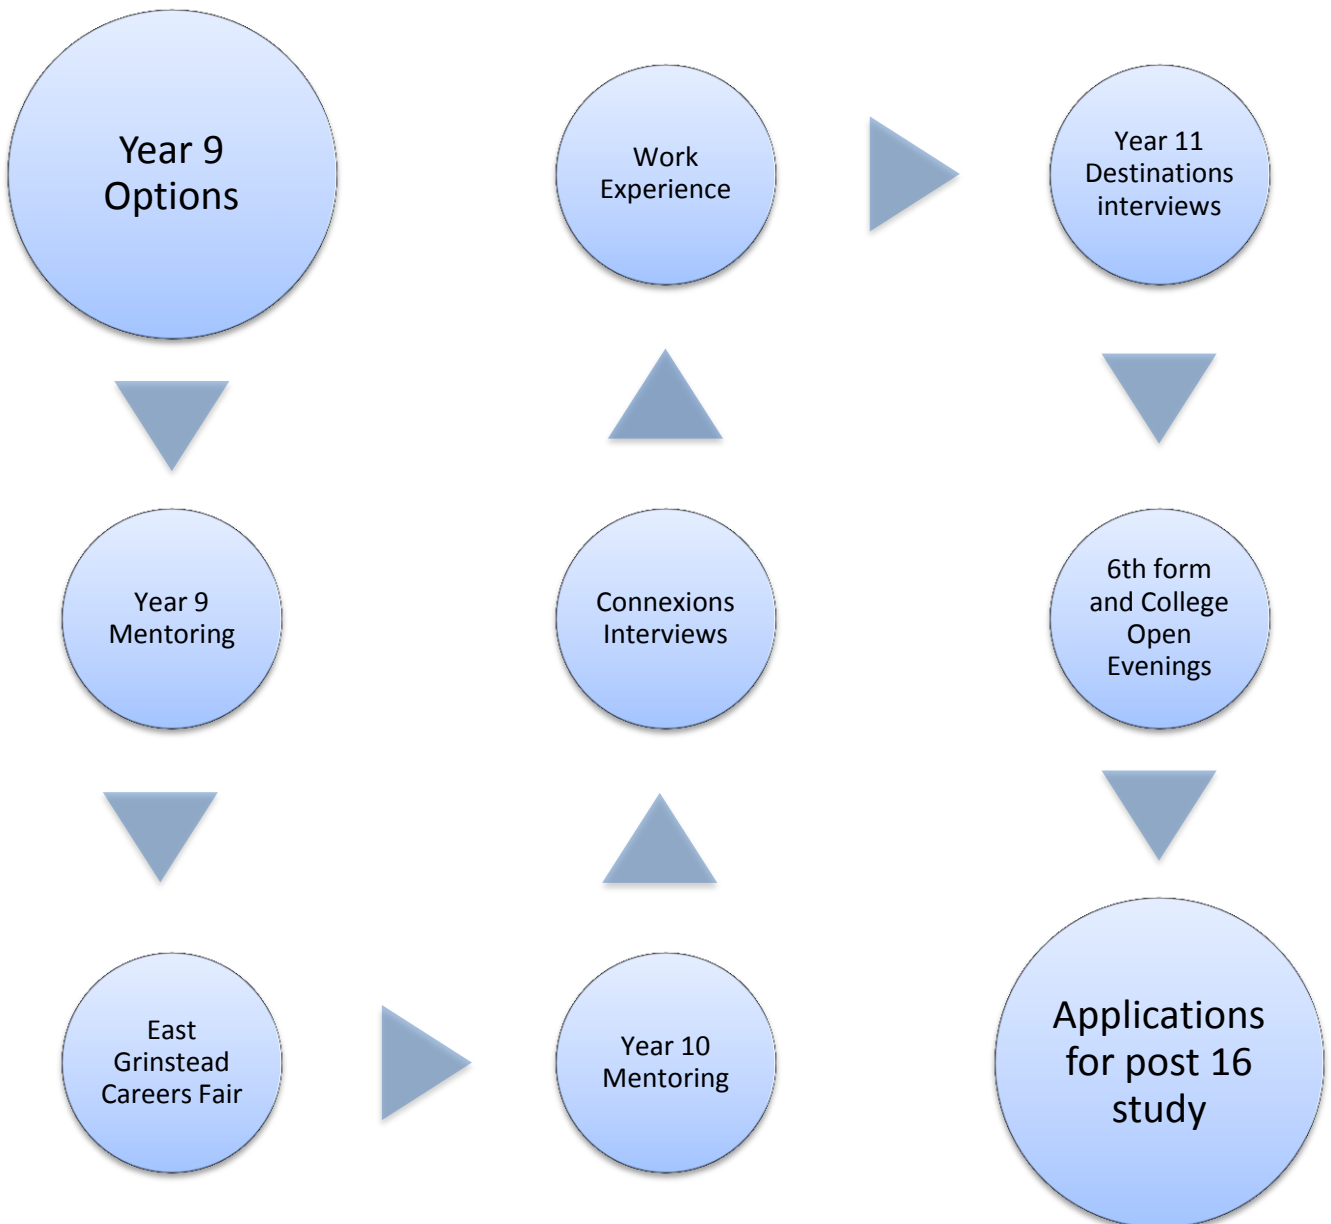 Year 9
Options
Year 9
Mentoring
East
Grinstead
Careers Fair
Year 10
Mentoring
Connexions
Interviews
Work
Experience
Year 11
Destinations
interviews
6th form
and College
Open
Evenings
Applications
for post 16
study